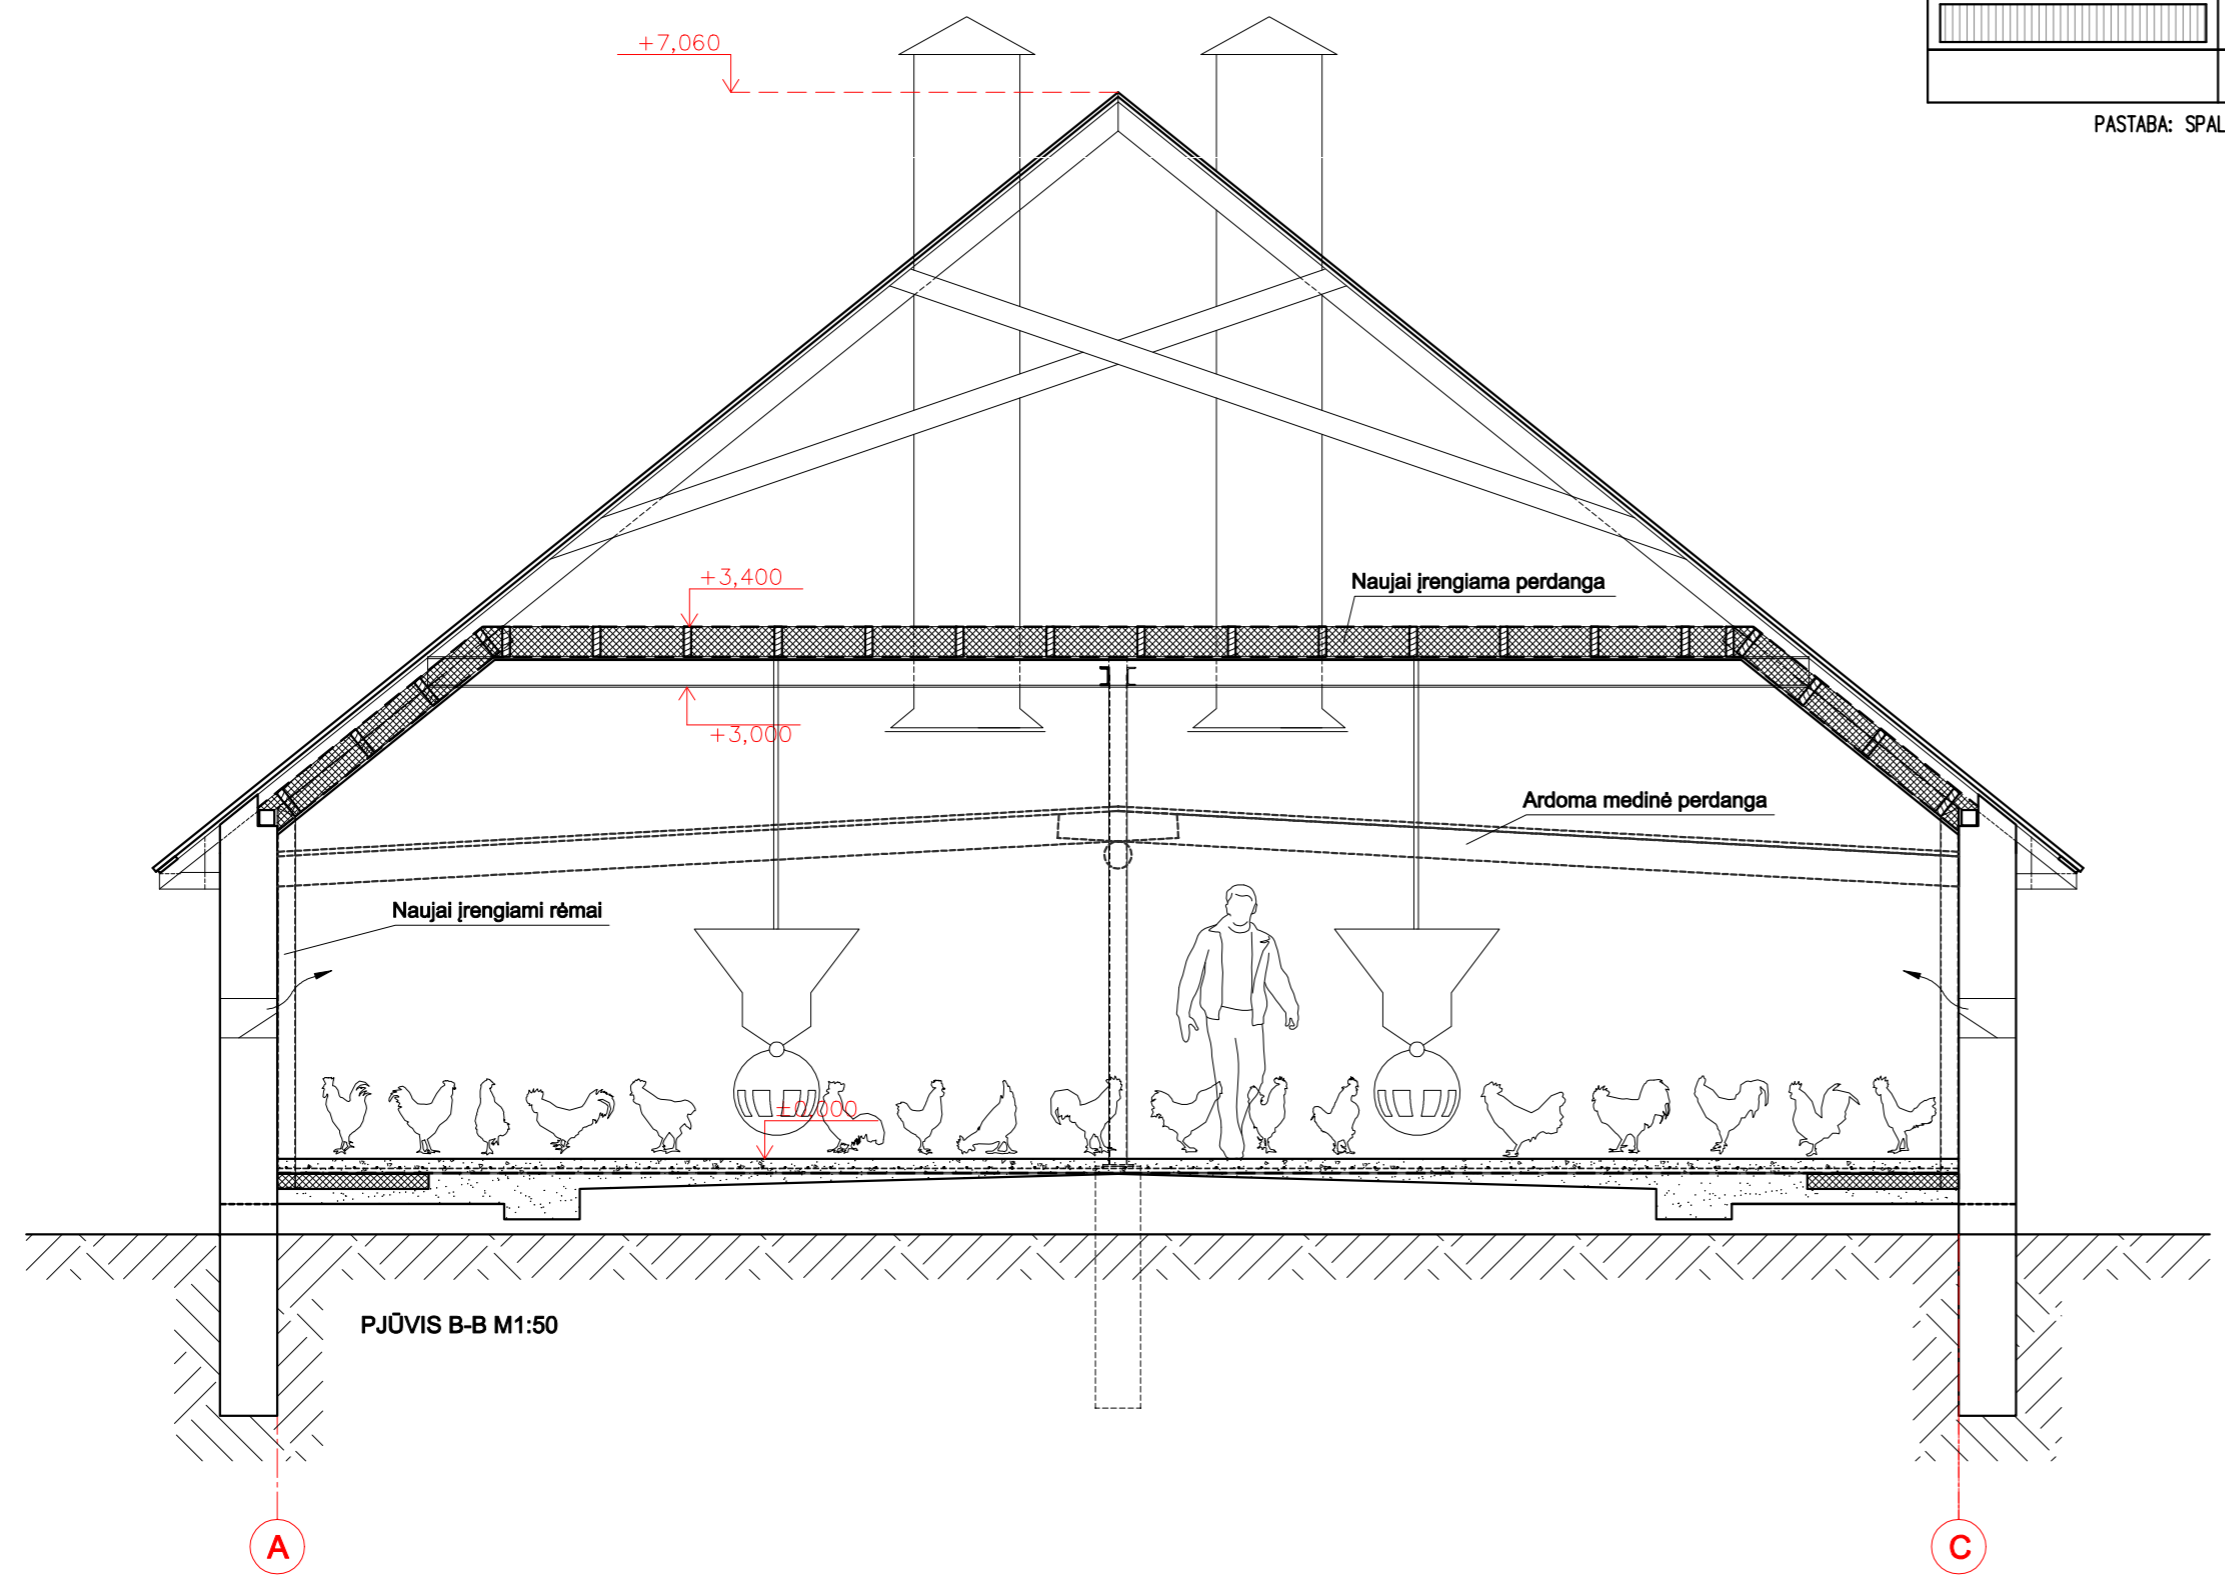 +7,060
PASTABA: SPAL
+3,400
Naujai įrengiama perdanga
+3,000
Ardoma medinė perdanga
Naujai įrengiami rėmai
±0,000
PJŪVIS B-B M1:50
A
C